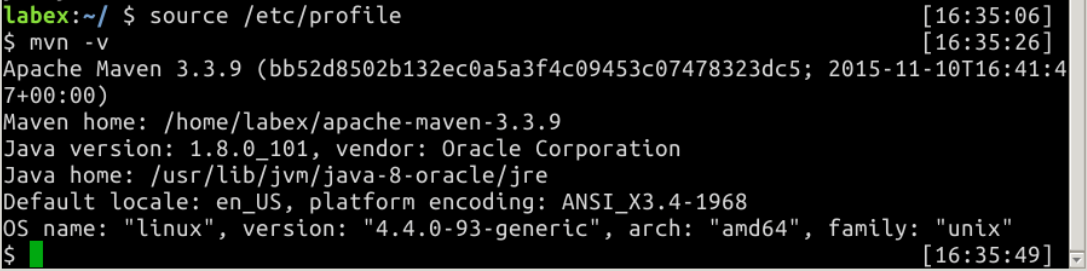 labex:~/ $ source /etc/profile [16:35:06]
$ mvn -v [16:35:26]
Apache Maven 3.3.9 (bb52d8502b132ec0a5a3f4c09453c07478323dc5; 2015-11-10T16:41:4
7+00:00)
Maven home: /home/labex/apache-maven-3.3.9
Java version: 1.8.0_101, vendor: Oracle Corporation
Java home: /usr/lib/jvm/java-8-oracle/jre
Default locale: en_US, platform encoding: ANSI_X3.4-1968
OS name: "linux", version: "4.4.0-93-generic", arch: "amd64", family: "unix"
$ [16:35:49]